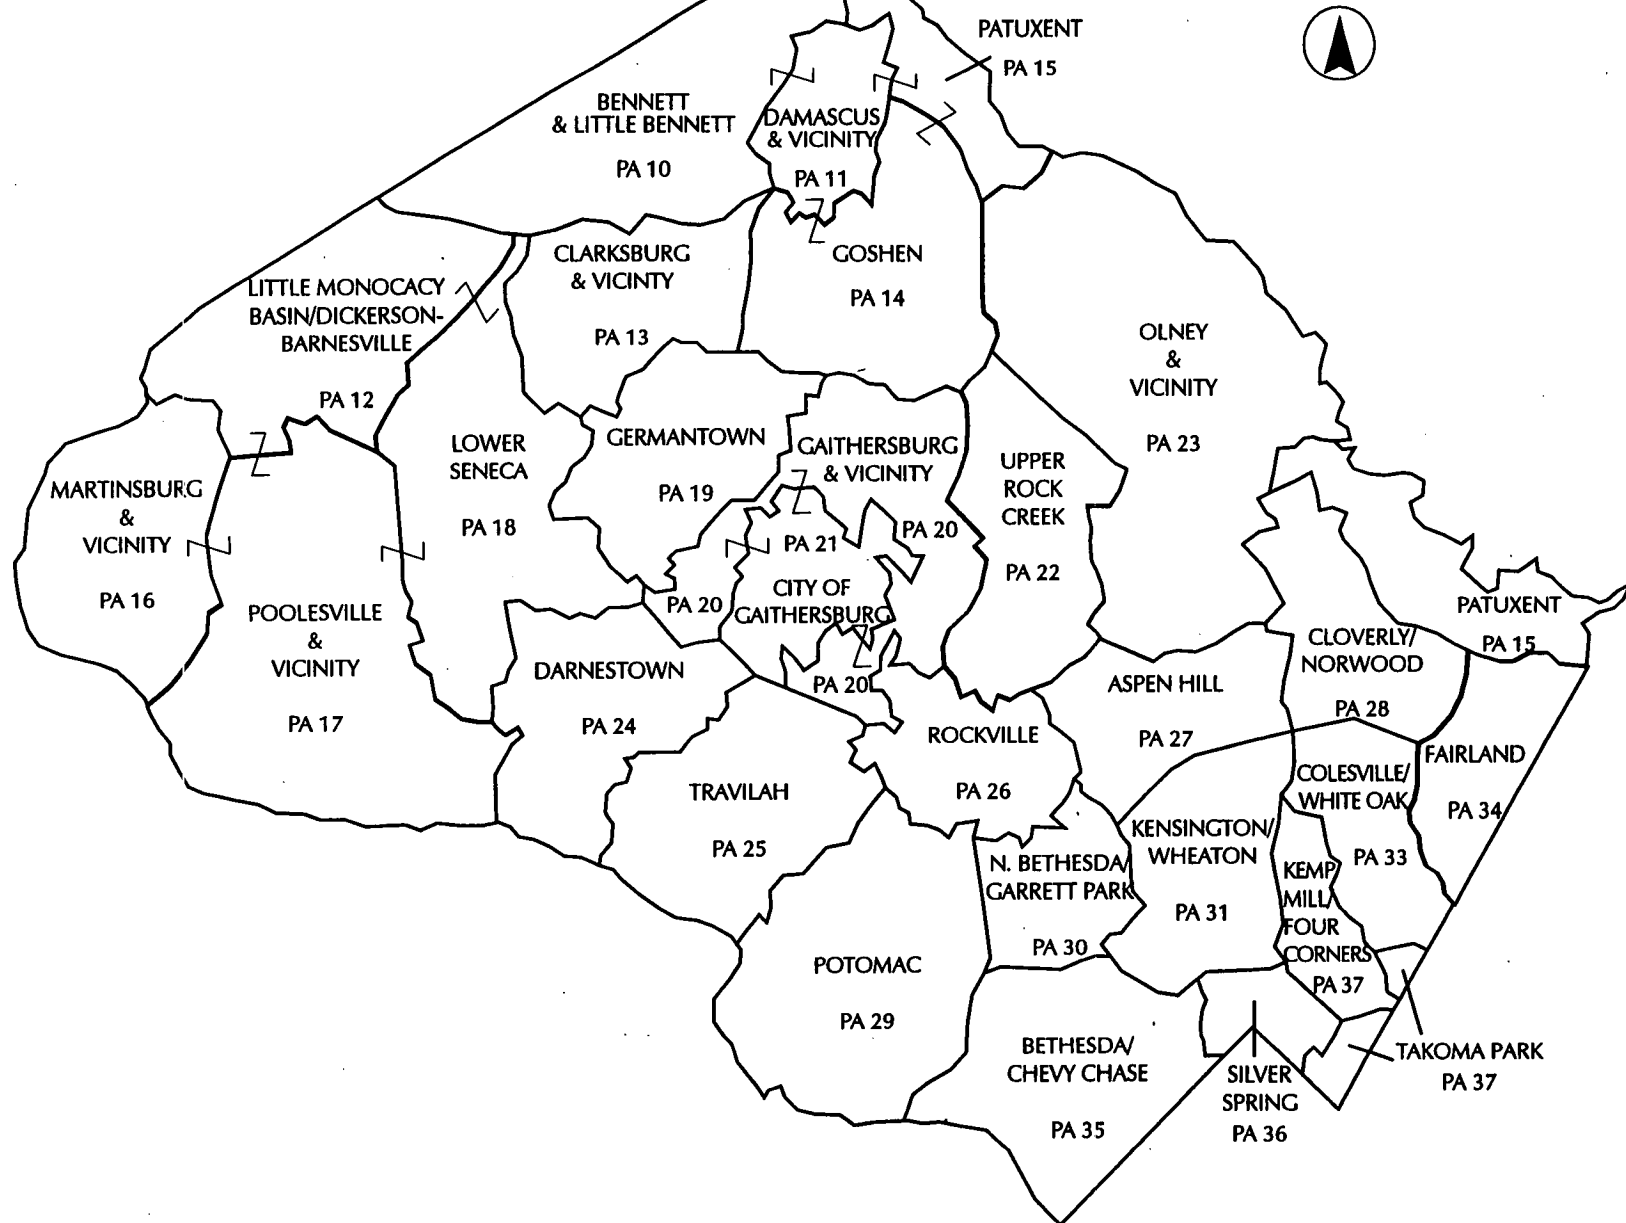 PATUXENT
PA 15
BENNETT
& LITTLE BENNETT
PA 10
DAMASCUS
& VICINITY
PA 11
CLARKSBURG
& VICINTY
PA 13
GOSHEN
PA 14
LITTLE MONOCACY
BASIN/DICKERSON-
BARNESVILLE
PA 12
OLNEY
&
VICINITY
PA 23
MARTINSBURG
&
VICINITY
PA 16
LOWER
SENECA
PA 18
GERMANTOWN
PA 19
GAITHERSBURG
& VICINITY
PA 20
UPPER
ROCK
CREEK
PA 22
PA 21
CITY OF
GAITHERSBURG
PA 20
PA 20
POOLESVILLE
&
VICINITY
PA 17
DARNESTOWN
PA 24
PATUXENT
PA 15
CLOVERLY/
NORWOOD
PA 28
ASPEN HILL
PA 27
ROCKVILLE
PA 26
TRAVILAH
PA 25
FAIRLAND
PA 34
COLESVILLE/
WHITE OAK
PA 33
KENSINGTON/
WHEATON
PA 31
N. BETHESDA/
GARRETT PARK
PA 30
KEMP
MILL/
FOUR
CORNERS
PA 37
POTOMAC
PA 29
BETHESDA/
CHEVY CHASE
PA 35
SILVER
SPRING
PA 36
TAKOMA PARK
PA 37